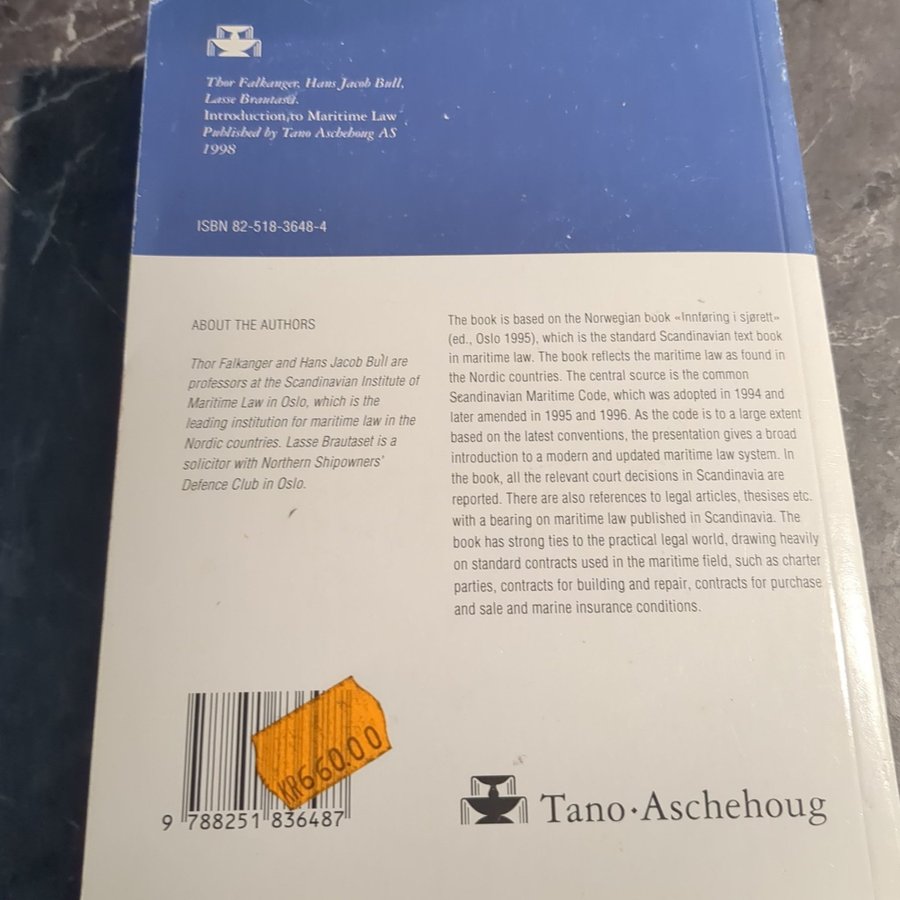 Thor Falkanger, Hans Jacob Bull,
Lasse Brautaset.
Introduction to Maritime Law
Published by Tano Aschehoug AS
1998
ISBN 82-518-3648-4
ABOUT THE AUTHORS
Thor Falkanger and Hans Jacob Bull are
professors at the Scandinavian Institute of
Maritime Law in Oslo, which is the
leading institution for maritime law in the
Nordic countries. Lasse Brautaset is a
solicitor with Northern Shipowners'
Defence Club in Oslo.
The book is based on the Norwegian book «Innføring i sjørett»
(ed., Oslo 1995), which is the standard Scandinavian text book
in maritime law. The book reflects the maritime law as found in
the Nordic countries. The central source is the common
Scandinavian Maritime Code, which was adopted in 1994 and
later amended in 1995 and 1996. As the code is to a large extent
based on the latest conventions, the presentation gives a broad
introduction to a modern and updated maritime law system. In
the book, all the relevant court decisions in Scandinavia are
reported. There are also references to legal articles, thesises etc.
with a bearing on maritime law published in Scandinavia. The
book has strong ties to the practical legal world, drawing heavily
on standard contracts used in the maritime field, such as charter
parties, contracts for building and repair, contracts for purchase
and sale and marine insurance conditions.
KR660.00
9 788251 836487
Tano·Aschehoug